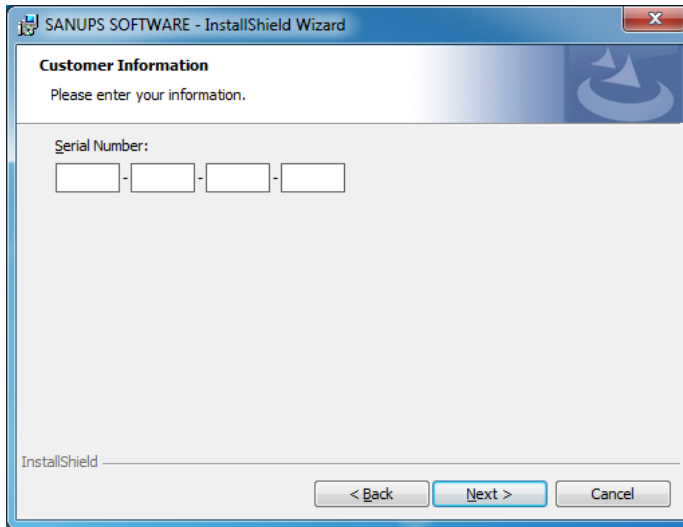 SANUPS SOFTWARE - InstallShield Wizard
Customer Information
Please enter your information.
Serial Number:
- - -
InstallShield
< Back Next > Cancel